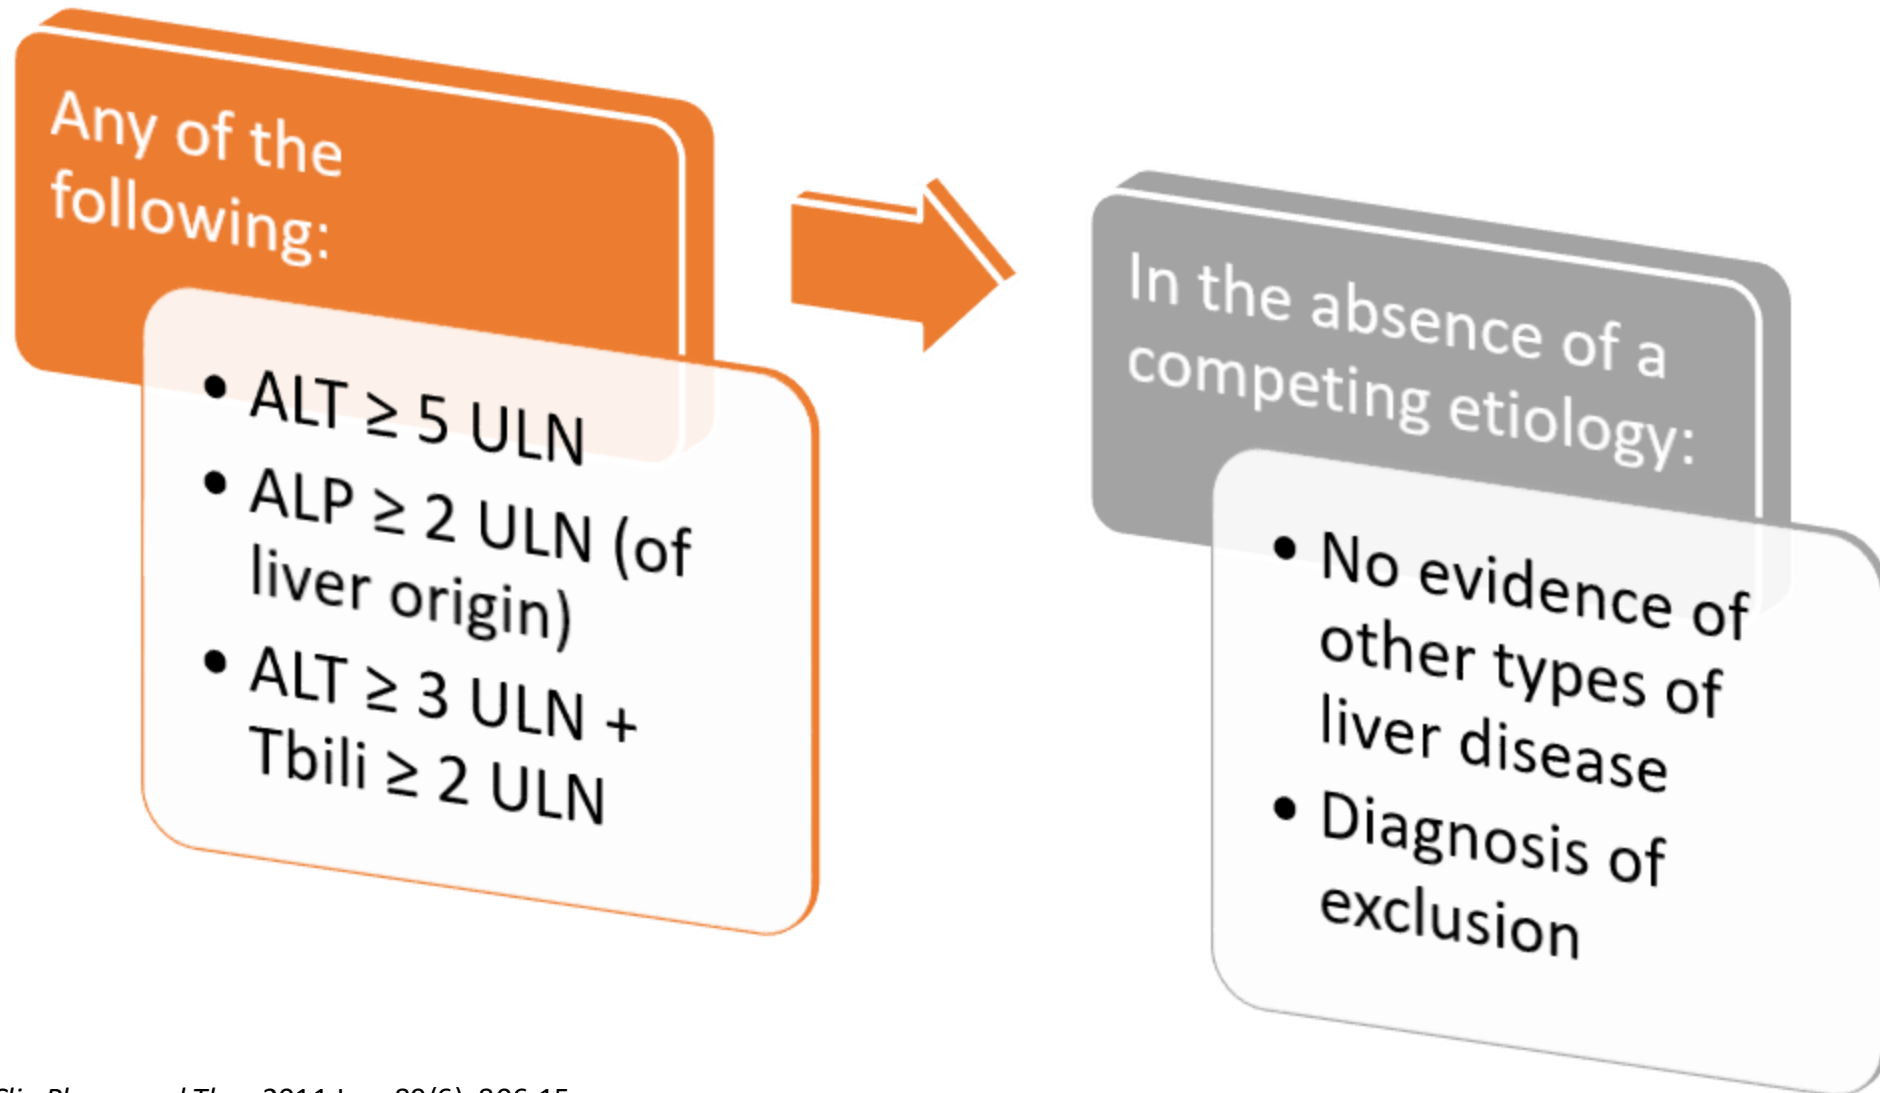 Any of the
following:
• ALT ≥ 5 ULN
• ALP ≥ 2 ULN (of
liver origin)
• ALT ≥ 3 ULN +
Tbili ≥ 2 ULN
In the absence of a
competing etiology:
• No evidence of
other types of
liver disease
• Diagnosis of
exclusion